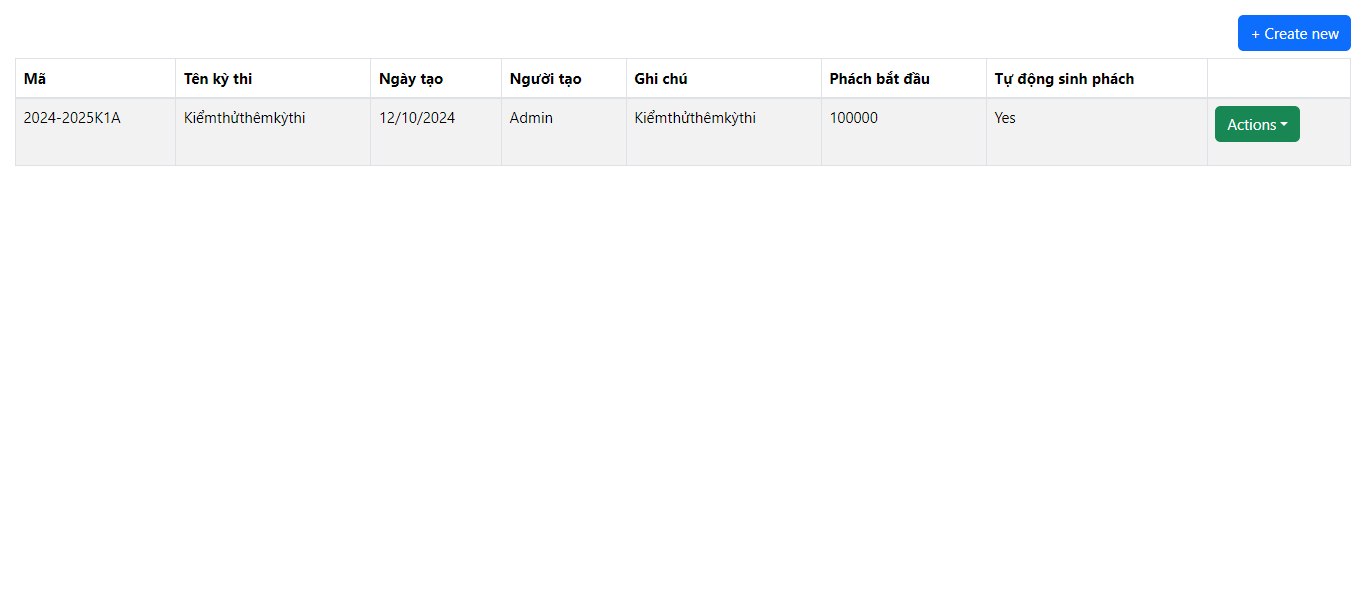 + Create new
Mã Tên kỳ thi Ngày tạo Người tạo Ghi chú Phách bắt đầu Tự động sinh phách
2024-2025K1A Kiểmthửthêmkỳthi 12/10/2024 Admin Kiểmthửthêmkỳthi 100000 Yes Actions